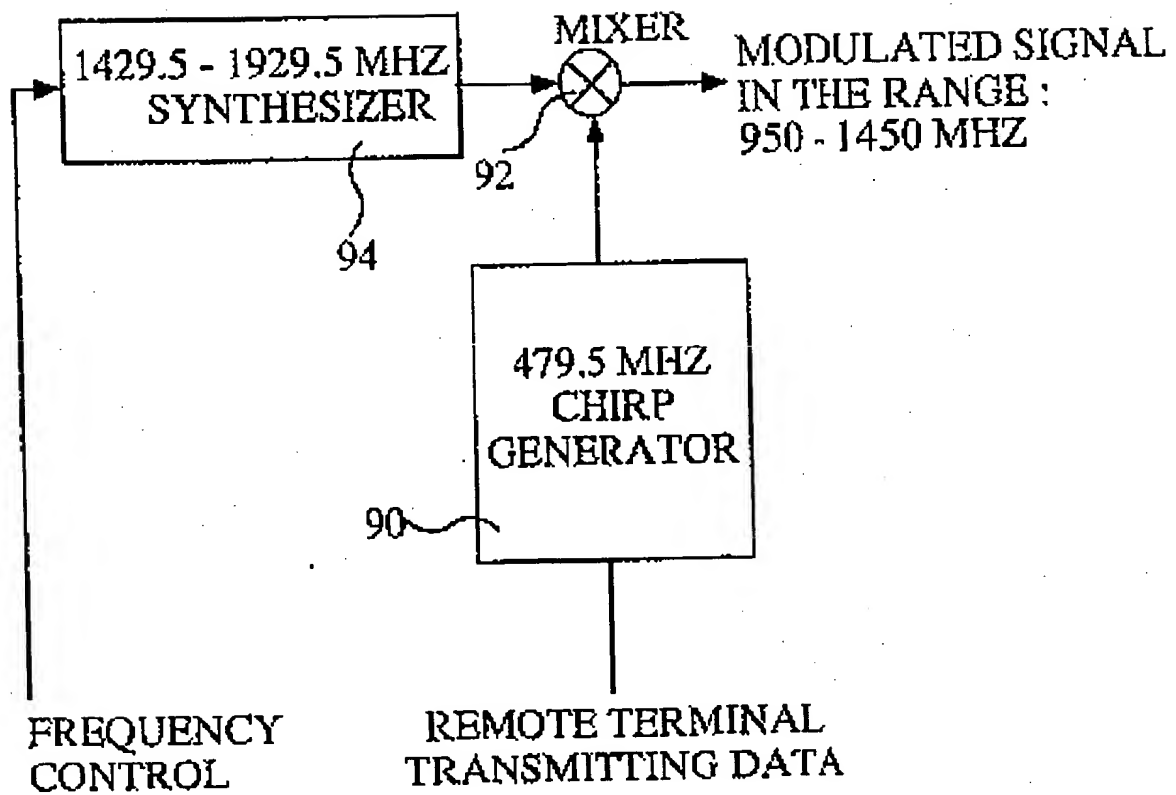 1429.5 - 1929.5 MHZ
SYNTHESIZER
94
MIXER
92
MODULATED SIGNAL
IN THE RANGE :
950 - 1450 MHZ
479.5 MHZ
CHIRP
GENERATOR
90
FREQUENCY
CONTROL
REMOTE TERMINAL
TRANSMITTING DATA